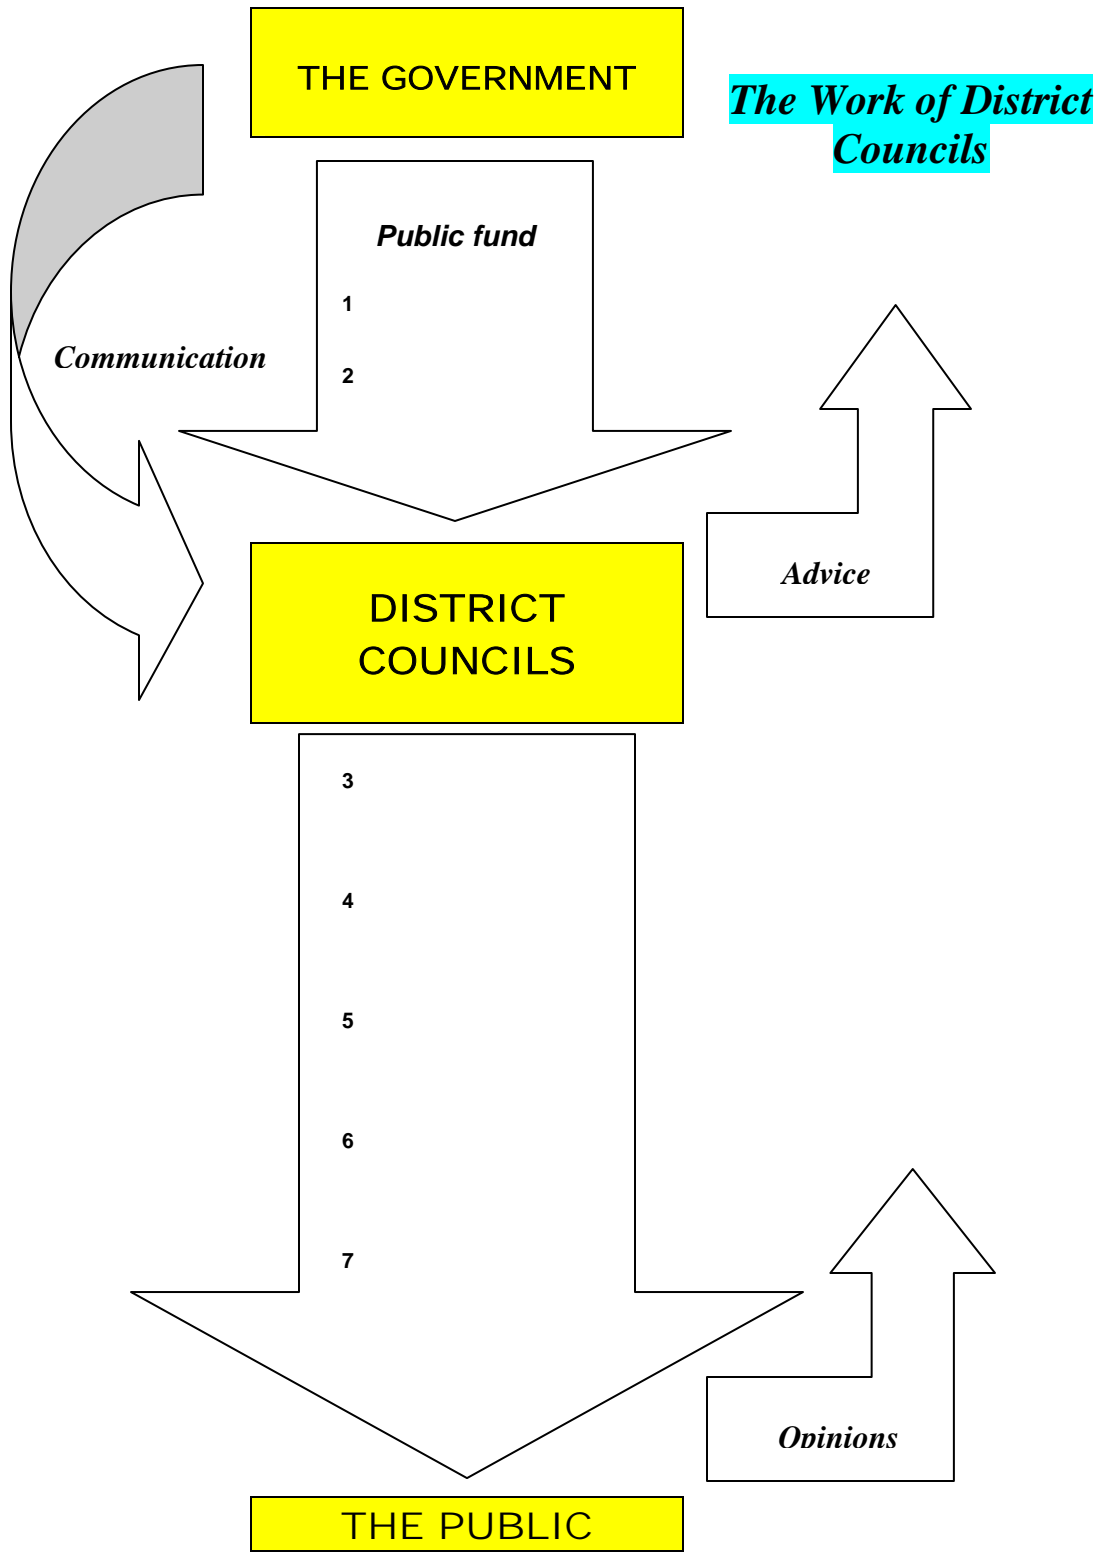 THE GOVERNMENT
The Work of District
Councils
Public fund
1
Communication
2
Advice
DISTRICT
COUNCILS
3
4
5
6
7
Opinions
THE PUBLIC